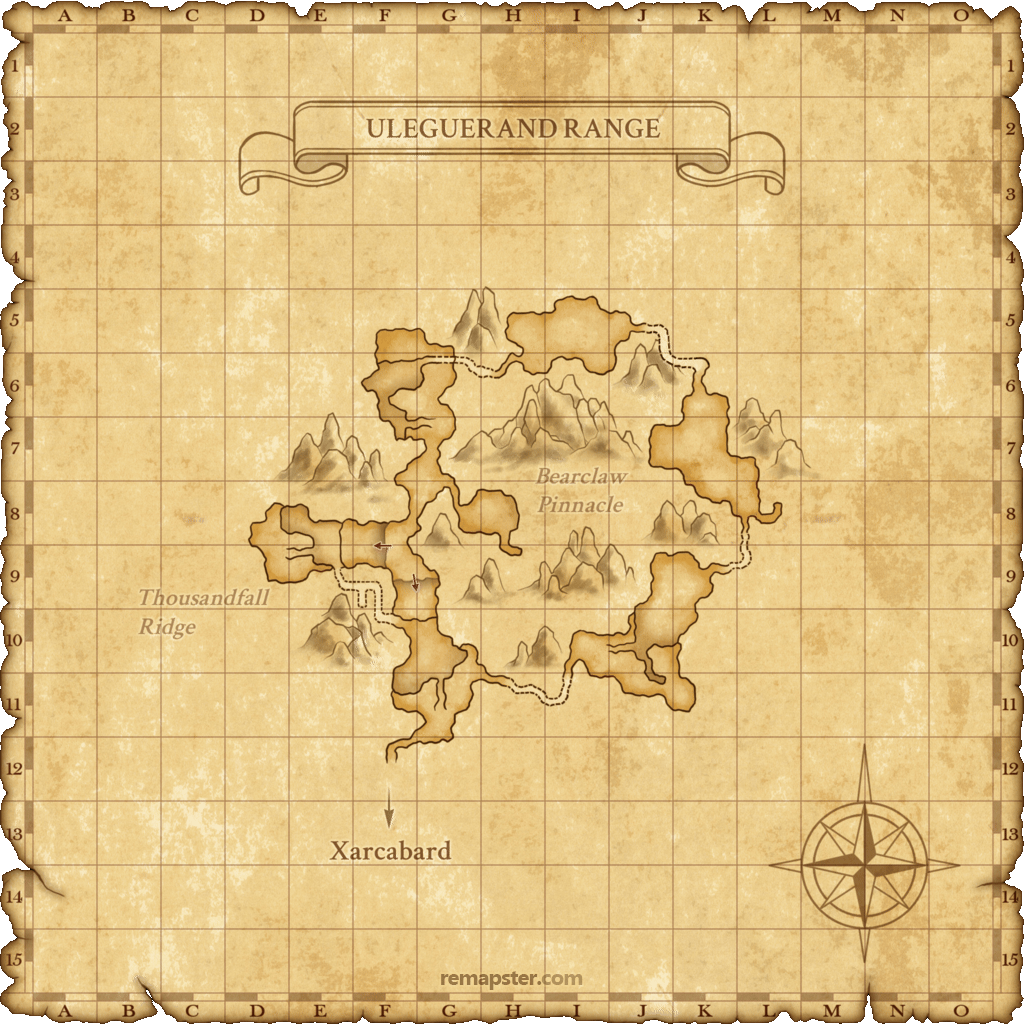 A B C D E F G H I J K L M N O
1 1
2 ULEGUERAND RANGE 2
3 3
4 4
5 5
6 6
7 7
Bearclaw
Pinnacle
8 8
9 9
Thousandfall
Ridge
10 10
11 11
12 12
13 13
Xarcabard
14 14
15 15
remapster.com
A B C D E F G H I J K L M N O